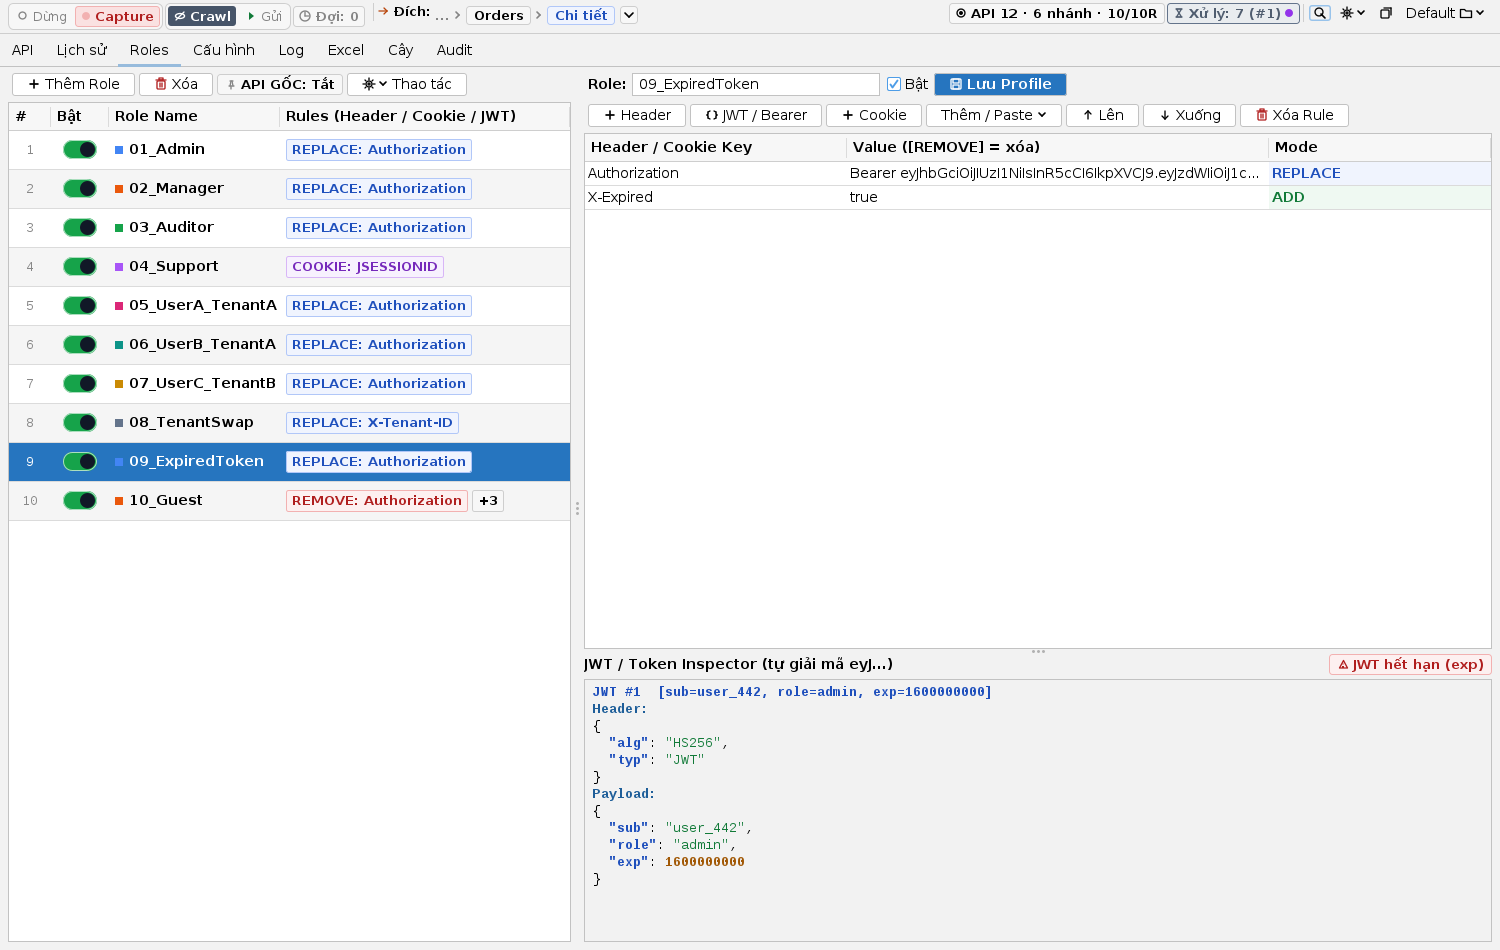 Dừng Capture Crawl Gửi Đợi: 0 Đích: ... Orders Chi tiết API 12 · 6 nhánh · 10/10R Xử lý: 7 (#1) Default
API Lịch sử Roles Cấu hình Log Excel Cây Audit
+ Thêm Role Xóa API GỐC: Tắt Thao tác
# Bật Role Name Rules (Header / Cookie / JWT)
1 01_Admin REPLACE: Authorization
2 02_Manager REPLACE: Authorization
3 03_Auditor REPLACE: Authorization
4 04_Support COOKIE: JSESSIONID
5 05_UserA_TenantA REPLACE: Authorization
6 06_UserB_TenantA REPLACE: Authorization
7 07_UserC_TenantB REPLACE: Authorization
8 08_TenantSwap REPLACE: X-Tenant-ID
9 09_ExpiredToken REPLACE: Authorization
10 10_Guest REMOVE: Authorization +3
Role: 09_ExpiredToken Bật Lưu Profile
+ Header JWT / Bearer + Cookie Thêm / Paste ↑ Lên ↓ Xuống Xóa Rule
Header / Cookie Key Value ([REMOVE] = xóa) Mode
Authorization Bearer eyJhbGciOiJIUzI1NiIsInR5cCI6IkpXVCJ9.eyJzdWIiOiJ1c... REPLACE
X-Expired true ADD
JWT / Token Inspector (tự giải mã eyJ...) JWT hết hạn (exp)
JWT #1 [sub=user_442, role=admin, exp=1600000000]
Header:
{
"alg": "HS256",
"typ": "JWT"
}
Payload:
{
"sub": "user_442",
"role": "admin",
"exp": 1600000000
}